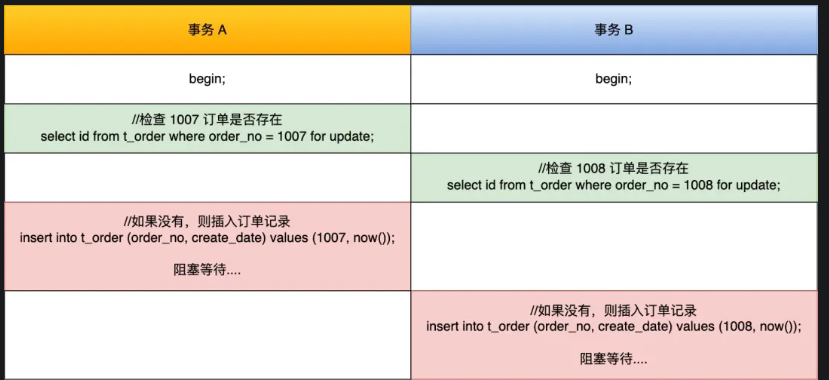 事务 A
事务 B
begin;
begin;
//检查 1007 订单是否存在
select id from t_order where order_no = 1007 for update;
//检查 1008 订单是否存在
select id from t_order where order_no = 1008 for update;
//如果没有，则插入订单记录
insert into t_order (order_no, create_date) values (1007, now());
阻塞等待....
//如果没有，则插入订单记录
insert into t_order (order_no, create_date) values (1008, now());
阻塞等待....